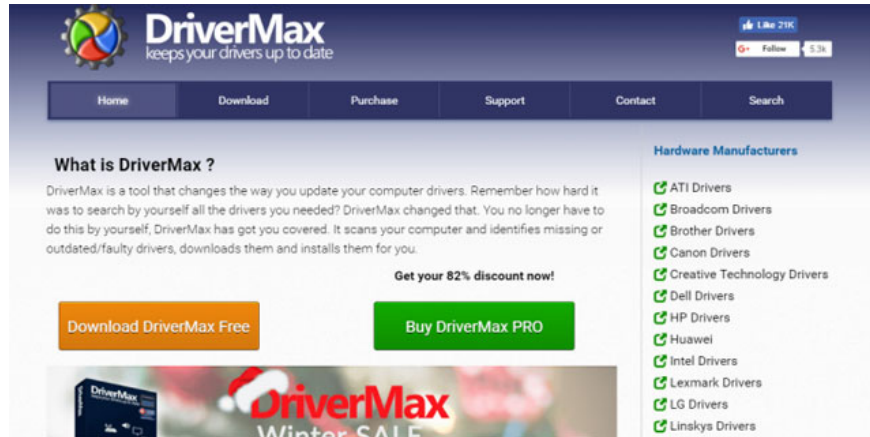 DriverMax
keeps your drivers up to date
Like 21K
G+ Follow 5.3k
Home Download Purchase Support Contact Search
What is DriverMax ?
DriverMax is a tool that changes the way you update your computer drivers. Remember how hard it
was to search by yourself all the drivers you needed? DriverMax changed that. You no longer have to
do this by yourself, DriverMax has got you covered. It scans your computer and identifies missing or
outdated/faulty drivers, downloads them and installs them for you.
Get your 82% discount now!
Download DriverMax Free
Buy DriverMax PRO
DriverMax
DriverMax
Winter SALE
Hardware Manufacturers
ATI Drivers
Broadcom Drivers
Brother Drivers
Canon Drivers
Creative Technology Drivers
Dell Drivers
HP Drivers
Huawei
Intel Drivers
Lexmark Drivers
LG Drivers
Linskys Drivers